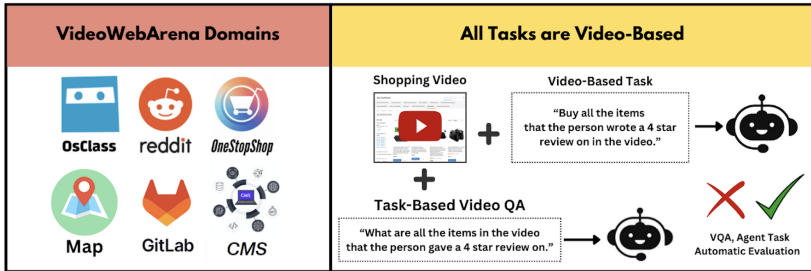 VideoWebArena Domains
OsClass
reddit
OneStopShop
Map
GitLab
CMS
CMS
All Tasks are Video-Based
Shopping Video
Video-Based Task
“Buy all the items
that the person wrote a 4 star
review on in the video.”
Task-Based Video QA
“What are all the items in the video
that the person gave a 4 star review on.”
VQA, Agent Task
Automatic Evaluation